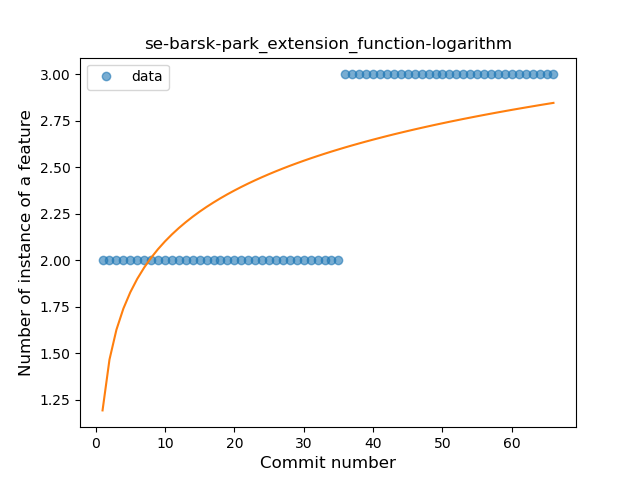 se-barsk-park_extension_function-logarithm
data
Number of instance of a feature
3.00
2.75
2.50
2.25
2.00
1.75
1.50
1.25
0 10 20 30 40 50 60
Commit number